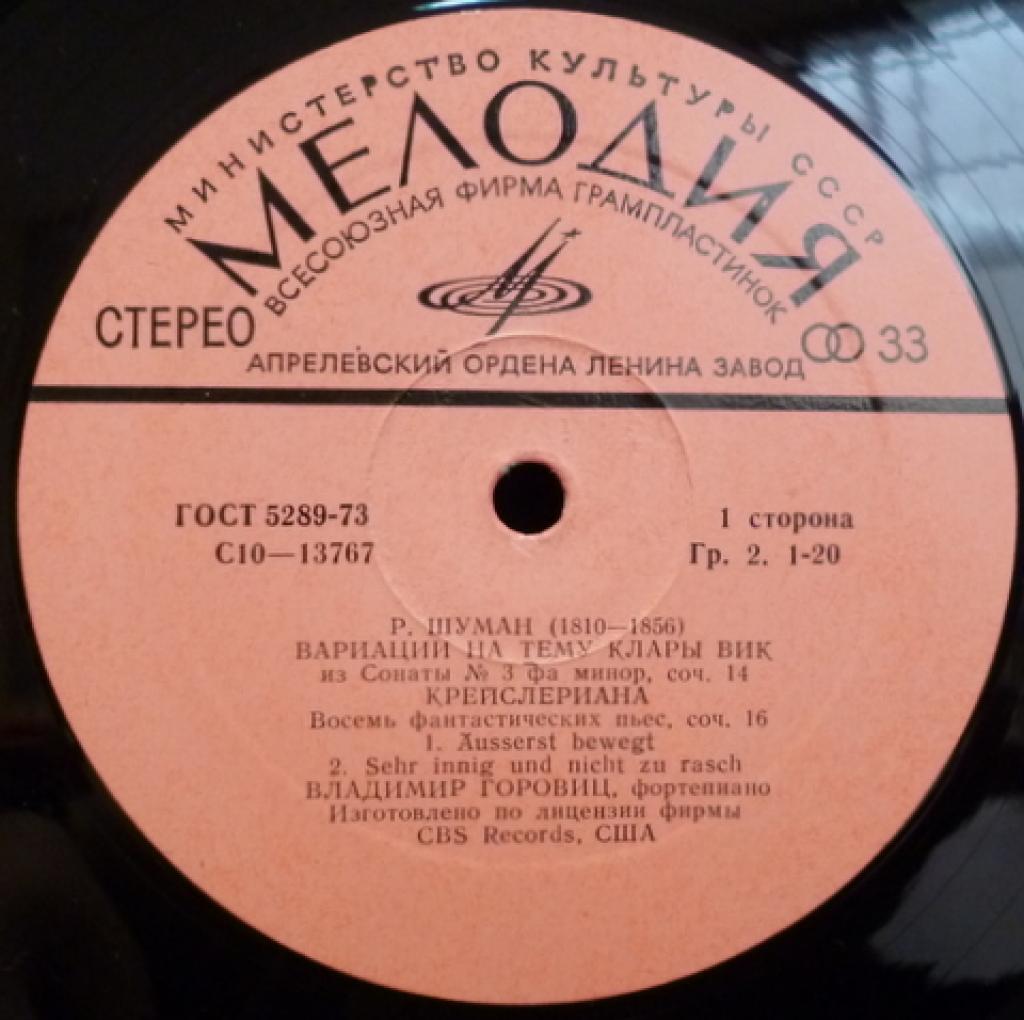 МИНИСТЕРСТВО КУЛЬТУРЫ СССР
МЕЛОДИЯ
ВСЕСОЮЗНАЯ ФИРМА ГРАМПЛАСТИНОК
СТЕРЕО
33
АПРЕЛЕВСКИЙ ОРДЕНА ЛЕНИНА ЗАВОД
ГОСТ 5289-73
1 сторона
С10—13767
Гр. 2. 1-20
Р. ШУМАН (1810—1856)
ВАРИАЦИИ НА ТЕМУ КЛАРЫ ВИК
из Сонаты № 3 фа минор, соч. 14
КРЕЙСЛЕРИАНА
Восемь фантастических пьес, соч. 16
1. Äusserst bewegt
2. Sehr innig und nicht zu rasch
ВЛАДИМИР ГОРОВИЦ, фортепиано
Изготовлено по лицензии фирмы
CBS Records, США